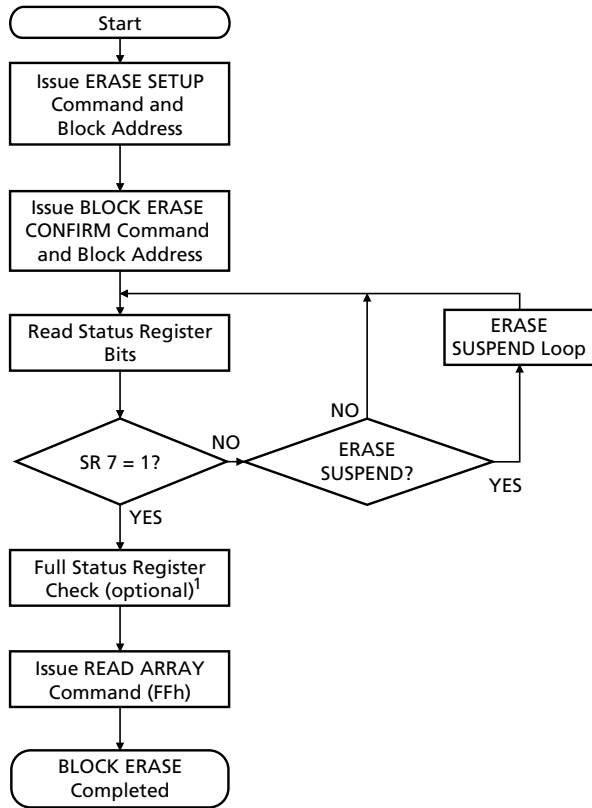 Start
Issue ERASE SETUP
Command and
Block Address
Issue BLOCK ERASE
CONFIRM Command
and Block Address
Read Status Register
Bits
ERASE
SUSPEND Loop
NO
SR 7 = 1?
NO
ERASE
SUSPEND?
YES
YES
Full Status Register
Check (optional)1
Issue READ ARRAY
Command (FFh)
BLOCK ERASE
Completed